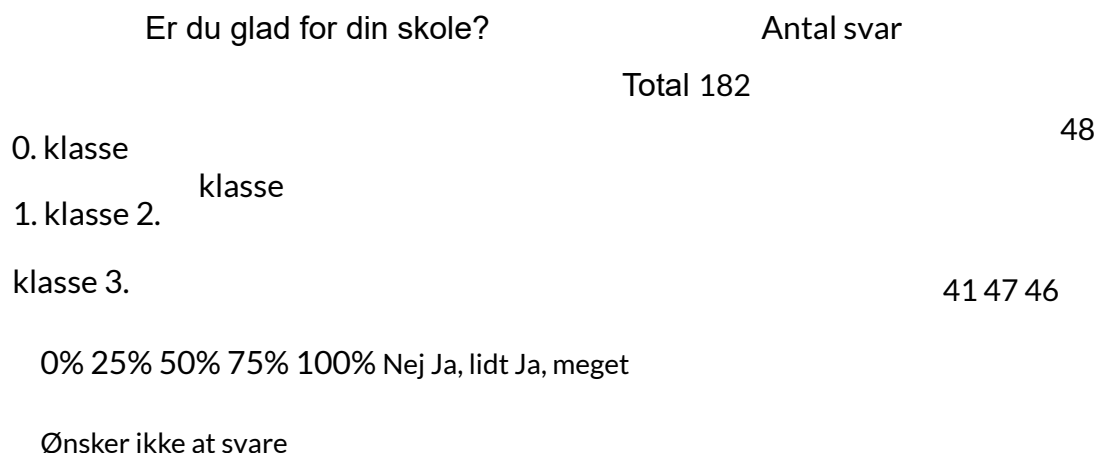 Er du glad for din skole? Antal svar
Total 182
48
0. klasse
klasse
1. klasse 2.
klasse 3.
41 47 46
0% 25% 50% 75% 100% Nej Ja, lidt Ja, meget
Ønsker ikke at svare